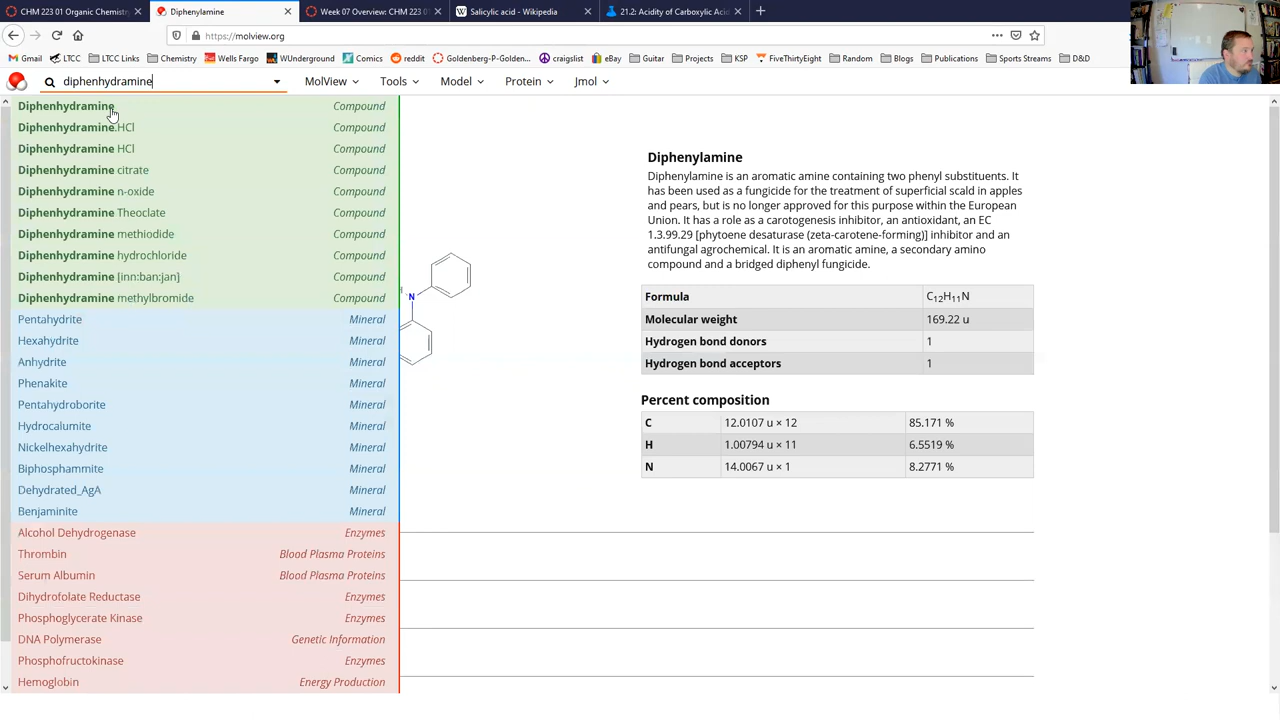 CHM 223 01 Organic Chemistr
Diphenylamine
Week 07 Overview: CHM 223 01
Salicylic acid - Wikipedia
21.2: Acidity of Carboxylic Acid
https://molview.org
Gmail
LTCC
LTCC Links
Chemistry
Wells Fargo
WUnderground
Comics
reddit
Goldenberg-P-Golden...
craigslist
eBay
Guitar
Projects
KSP
FiveThirtyEight
Random
Blogs
Publications
Sports Streams
D&D
diphenhydramine
MolView
Tools
Model
Protein
Jmol
Diphenhydramine Compound
Diphenhydramine.HCl Compound
Diphenhydramine HCl Compound
Diphenhydramine citrate Compound
Diphenhydramine n-oxide Compound
Diphenhydramine Theoclate Compound
Diphenhydramine methiodide Compound
Diphenhydramine hydrochloride Compound
Diphenhydramine [inn:ban:jan] Compound
Diphenhydramine methylbromide Compound
Pentahydrite Mineral
Hexahydrite Mineral
Anhydrite Mineral
Phenakite Mineral
Pentahydroborite Mineral
Hydrocalumite Mineral
Nickelhexahydrite Mineral
Biphosphammite Mineral
Dehydrated_AgA Mineral
Benjaminite Mineral
Alcohol Dehydrogenase Enzymes
Thrombin Blood Plasma Proteins
Serum Albumin Blood Plasma Proteins
Dihydrofolate Reductase Enzymes
Phosphoglycerate Kinase Enzymes
DNA Polymerase Genetic Information
Phosphofructokinase Enzymes
Hemoglobin Energy Production
H
N
Diphenylamine
Diphenylamine is an aromatic amine containing two phenyl substituents. It
has been used as a fungicide for the treatment of superficial scald in apples
and pears, but is no longer approved for this purpose within the European
Union. It has a role as a carotogenesis inhibitor, an antioxidant, an EC
1.3.99.29 [phytoene desaturase (zeta-carotene-forming)] inhibitor and an
antifungal agrochemical. It is an aromatic amine, a secondary amino
compound and a bridged diphenyl fungicide.
Formula C₁₂H₁₁N
Molecular weight 169.22 u
Hydrogen bond donors 1
Hydrogen bond acceptors 1
Percent composition
C 12.0107 u × 12 85.171 %
H 1.00794 u × 11 6.5519 %
N 14.0067 u × 1 8.2771 %